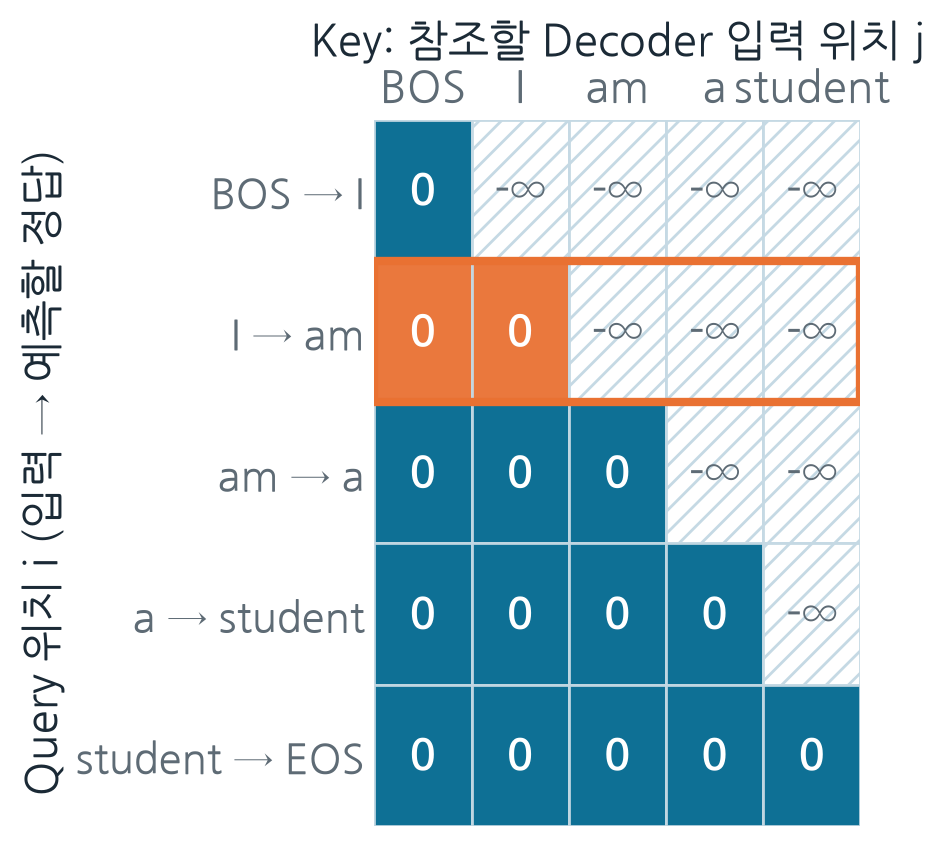 Key: 참조할 Decoder 입력 위치 j
BOS I am a student
Query 위치 i (입력 → 예측할 정답)
BOS → I 0 -∞ -∞ -∞ -∞
I → am 0 0 -∞ -∞ -∞
am → a 0 0 0 -∞ -∞
a → student 0 0 0 0 -∞
student → EOS 0 0 0 0 0